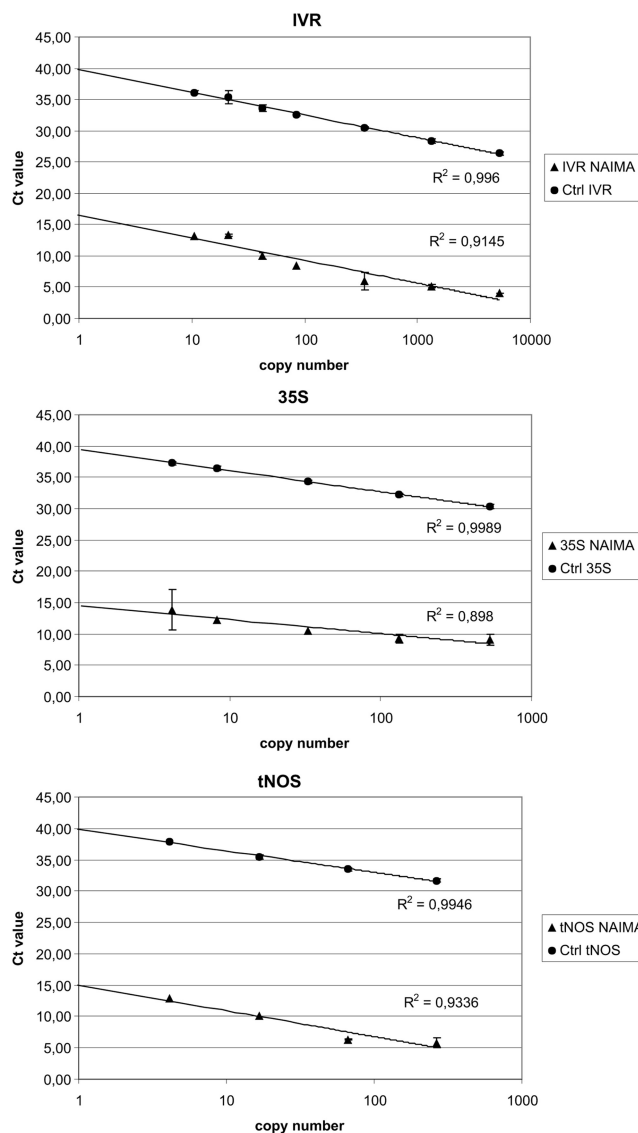 IVR
45,00
40,00
35,00
30,00
25,00
20,00
15,00
10,00
5,00
0,00
Ct value
R² = 0,996
R² = 0,9145
1 10 100 1000 10000
copy number
▲ IVR NAIMA
● Ctrl IVR
35S
45,00
40,00
35,00
30,00
25,00
20,00
15,00
10,00
5,00
0,00
Ct value
R² = 0,9989
R² = 0,898
1 10 100 1000
copy number
▲ 35S NAIMA
● Ctrl 35S
tNOS
45,00
40,00
35,00
30,00
25,00
20,00
15,00
10,00
5,00
0,00
Ct value
R² = 0,9946
R² = 0,9336
1 10 100 1000
copy number
▲ tNOS NAIMA
● Ctrl tNOS